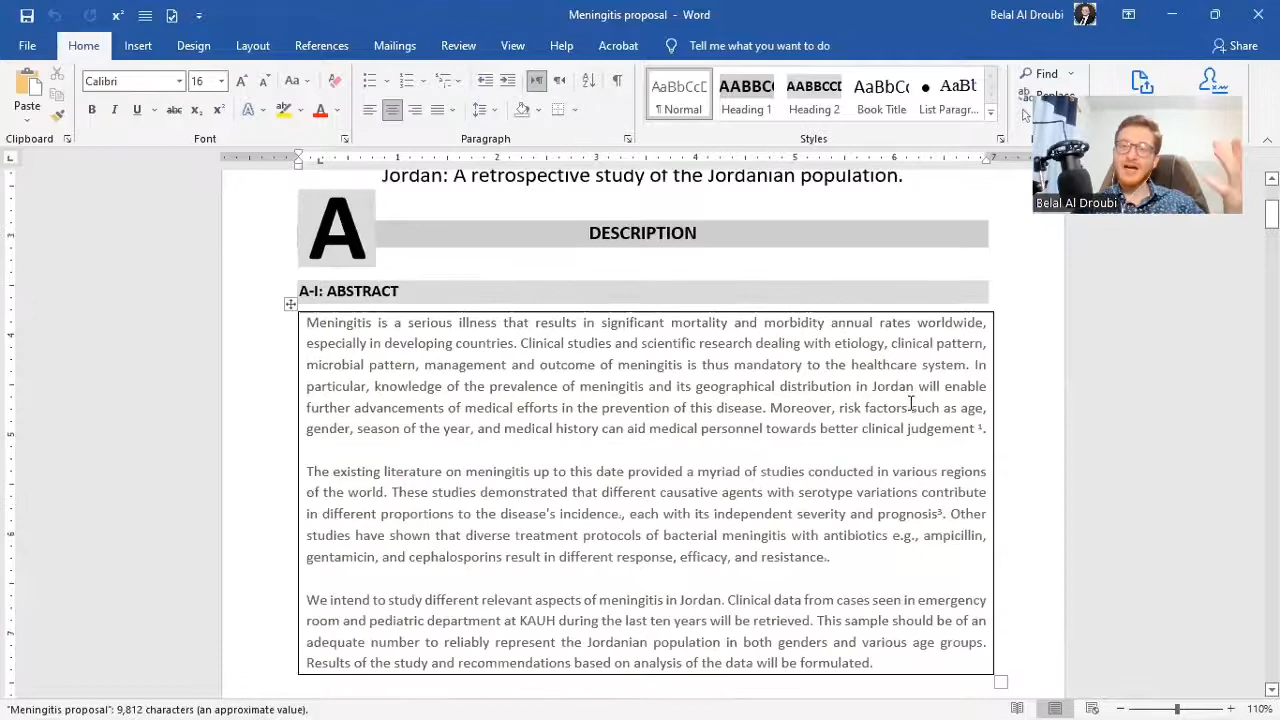 Meningitis proposal - Word
Belal Al Droubi
File Home Insert Design Layout References Mailings Review View Help Acrobat Tell me what you want to do Share
Paste
Calibri 16
Find
Replace
AaBbCcD AABBC AABBCCD AaBbC AaBt
¶ Normal Heading 1 Heading 2 Book Title List Paragr...
Clipboard Font Paragraph Styles
Belal Al Droubi
Jordan: A retrospective study of the Jordanian population.
A
DESCRIPTION
A-I: ABSTRACT
Meningitis is a serious illness that results in significant mortality and morbidity annual rates worldwide,
especially in developing countries. Clinical studies and scientific research dealing with etiology, clinical pattern,
microbial pattern, management and outcome of meningitis is thus mandatory to the healthcare system. In
particular, knowledge of the prevalence of meningitis and its geographical distribution in Jordan will enable
further advancements of medical efforts in the prevention of this disease. Moreover, risk factors such as age,
gender, season of the year, and medical history can aid medical personnel towards better clinical judgement ¹.
The existing literature on meningitis up to this date provided a myriad of studies conducted in various regions
of the world. These studies demonstrated that different causative agents with serotype variations contribute
in different proportions to the disease's incidence., each with its independent severity and prognosis³. Other
studies have shown that diverse treatment protocols of bacterial meningitis with antibiotics e.g., ampicillin,
gentamicin, and cephalosporins result in different response, efficacy, and resistance..
We intend to study different relevant aspects of meningitis in Jordan. Clinical data from cases seen in emergency
room and pediatric department at KAUH during the last ten years will be retrieved. This sample should be of an
adequate number to reliably represent the Jordanian population in both genders and various age groups.
Results of the study and recommendations based on analysis of the data will be formulated.
"Meningitis proposal": 9,812 characters (an approximate value).
110%